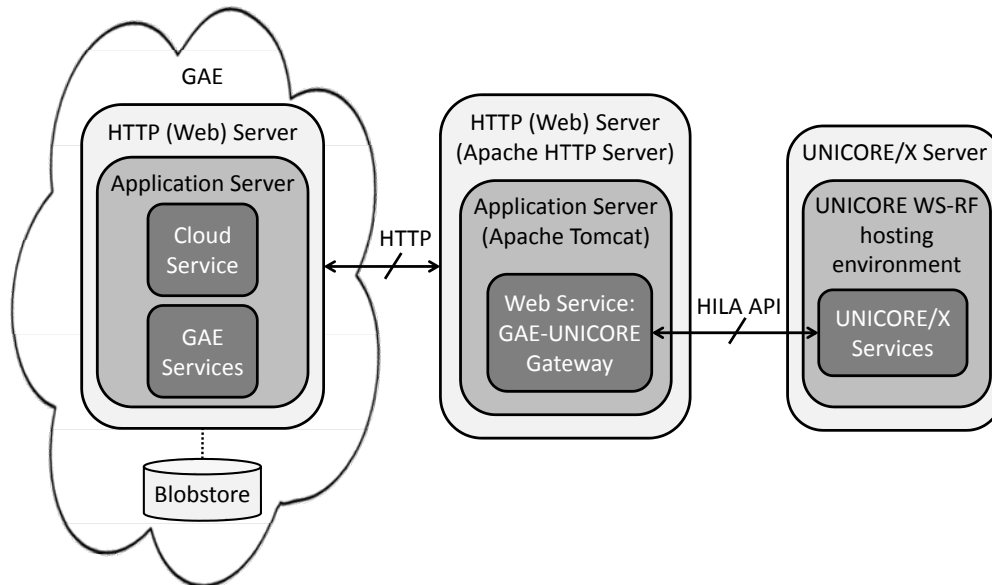 GAE
HTTP (Web) Server
Application Server
Cloud
Service
GAE
Services
Blobstore
HTTP
HTTP (Web) Server
(Apache HTTP Server)
Application Server
(Apache Tomcat)
Web Service:
GAE-UNICORE
Gateway
HILA API
UNICORE/X Server
UNICORE WS-RF
hosting
environment
UNICORE/X
Services